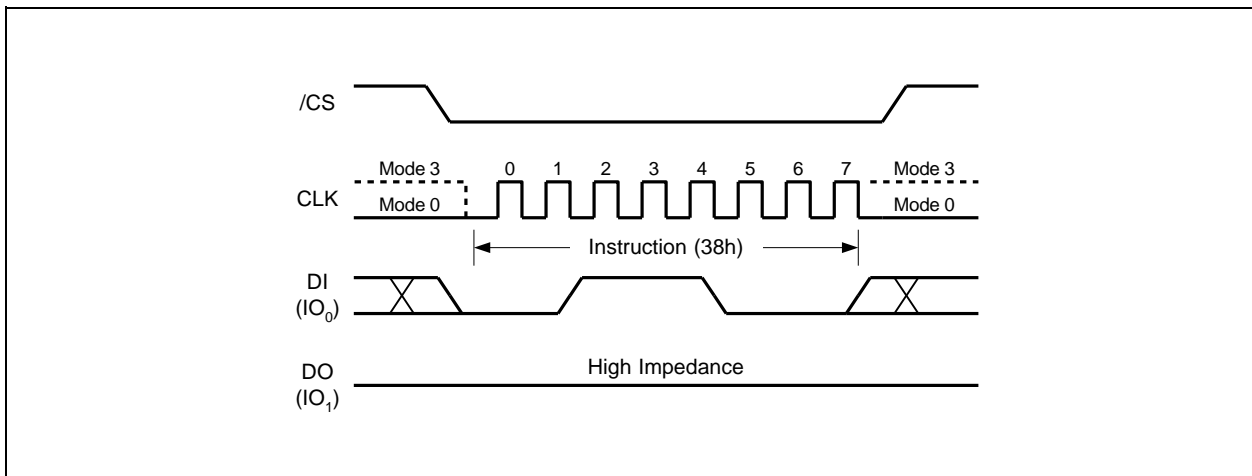 /CS
Mode 3 0 1 2 3 4 5 6 7 Mode 3
CLK
Mode 0 Mode 0
Instruction (38h)
DI
(IO0)
High Impedance
DO
(IO1)